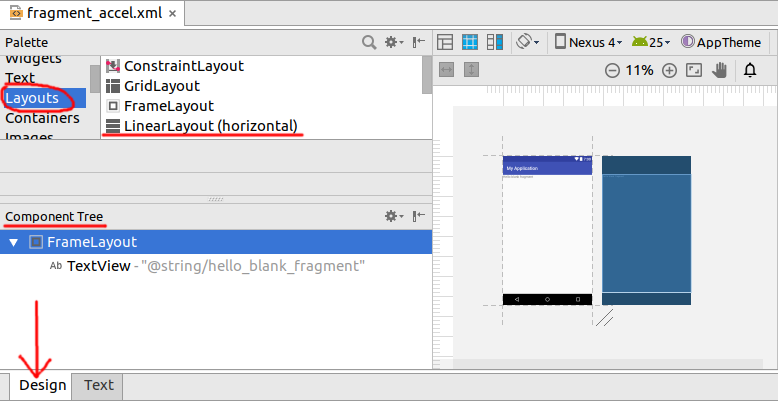 fragment_accel.xml ×
Palette
Nexus 4 25 AppTheme
Widgets
Text
Layouts
Containers
Images
ConstraintLayout
GridLayout
FrameLayout
LinearLayout (horizontal)
11%
My Application
Component Tree
FrameLayout
Ab TextView - "@string/hello_blank_fragment"
Design Text